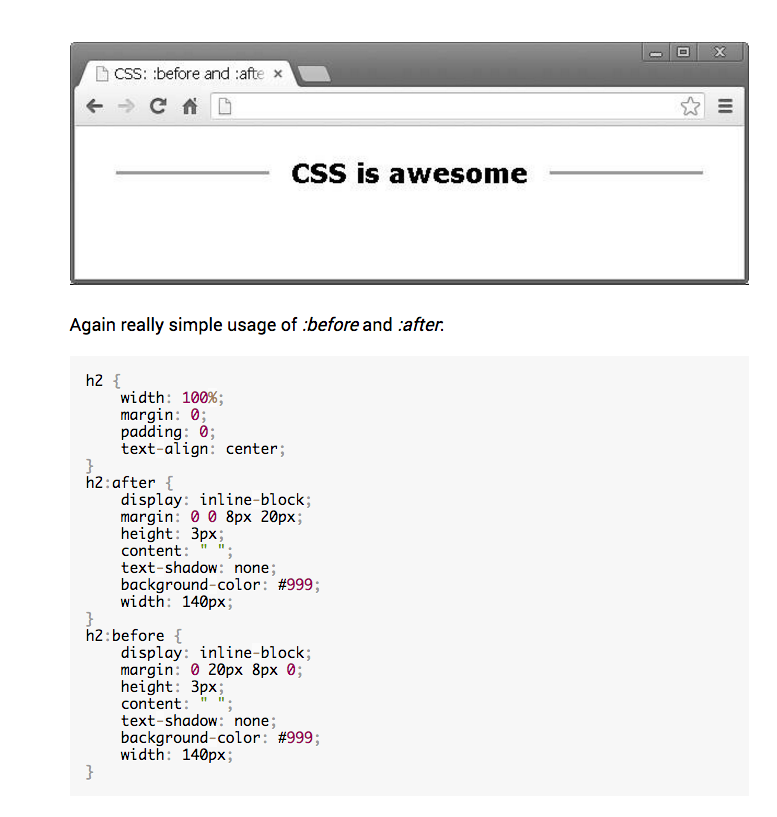 CSS: :before and :afte
CSS is awesome
Again really simple usage of :before and :after:
h2 {
    width: 100%;
    margin: 0;
    padding: 0;
    text-align: center;
}
h2:after {
    display: inline-block;
    margin: 0 0 8px 20px;
    height: 3px;
    content: " ";
    text-shadow: none;
    background-color: #999;
    width: 140px;
}
h2:before {
    display: inline-block;
    margin: 0 20px 8px 0;
    height: 3px;
    content: " ";
    text-shadow: none;
    background-color: #999;
    width: 140px;
}